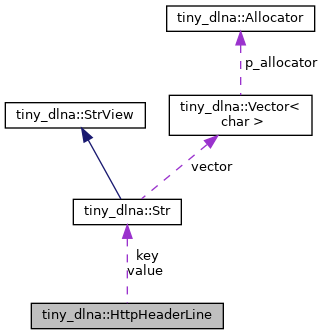 tiny_dlna::Allocator
p_allocator
tiny_dlna::StrView
tiny_dlna::Vector<
char >
vector
tiny_dlna::Str
key
value
tiny_dlna::HttpHeaderLine